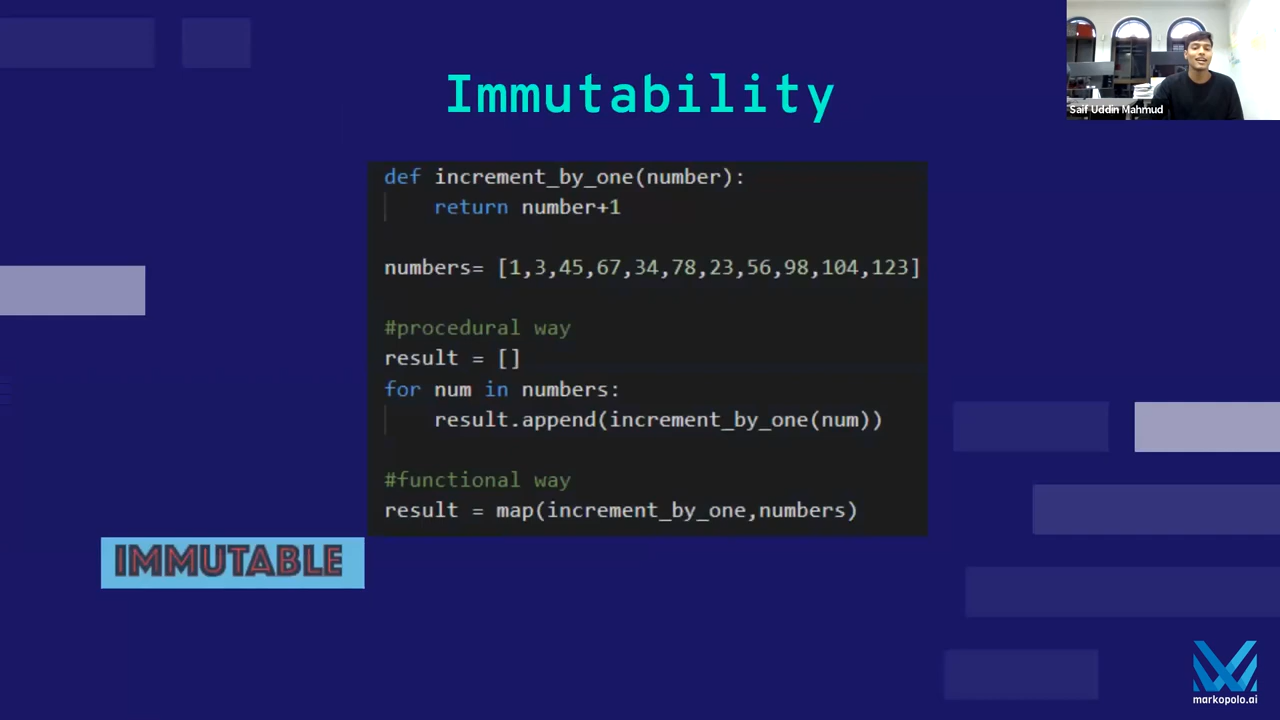 Immutability
Saif Uddin Mahmud
def increment_by_one(number):
return number+1
numbers= [1,3,45,67,34,78,23,56,98,104,123]
#procedural way
result = []
for num in numbers:
result.append(increment_by_one(num))
#functional way
result = map(increment_by_one,numbers)
IMMUTABLE
markopolo.ai